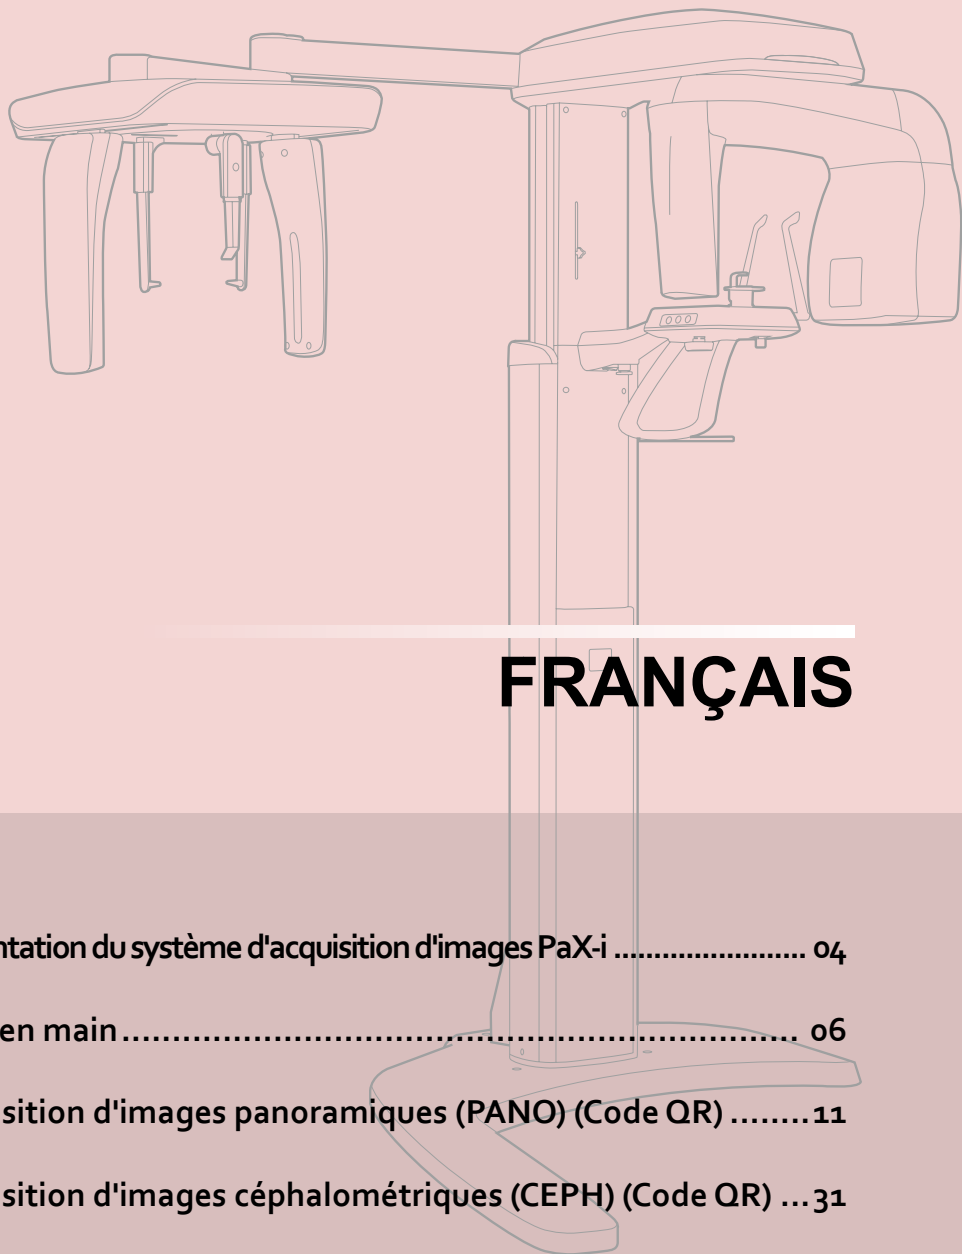 FRANÇAIS
ntation du système d'acquisition d'images PaX-i ........................ 04
en main................................................................... 06
sition d'images panoramiques (PANO) (Code QR) ........11
sition d'images céphalométriques (CEPH) (Code QR) ...31